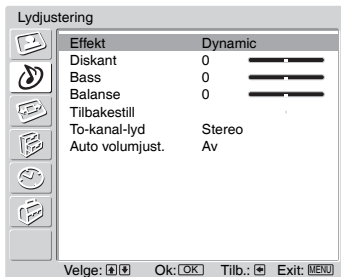 Lydjustering
Effekt Dynamic
Diskant 0
Bass 0
Balanse 0
Tilbakestill
To-kanal-lyd Stereo
Auto volumjust. Av
Velge: Ok: OK Tilb.: Exit: MENU